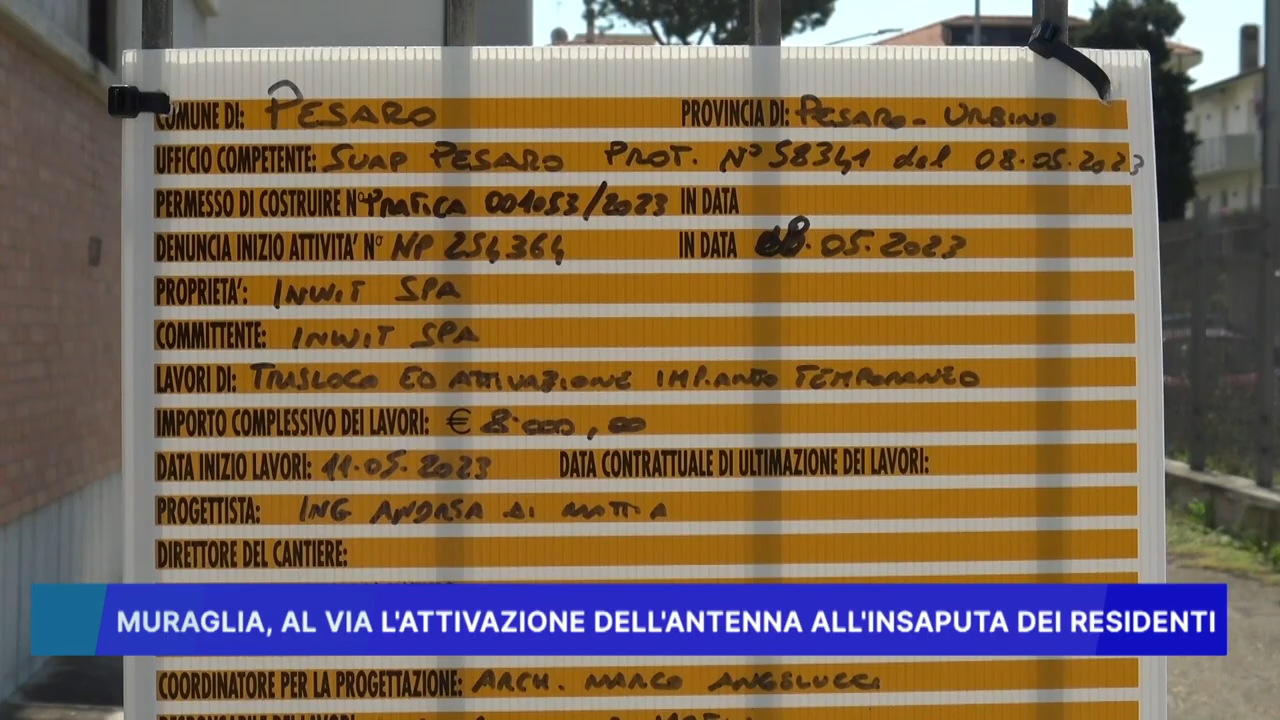 COMUNE DI: PESARO PROVINCIA DI: PESARO - URBINO
UFFICIO COMPETENTE: SUAP PESARO PROT. N° 58341 del 08.05.2023
PERMESSO DI COSTRUIRE N° PRATICA 001053/2023 IN DATA
DENUNCIA INIZIO ATTIVITA' N° NP 254364 IN DATA 08.05.2023
PROPRIETA': INWIT SPA
COMMITTENTE: INWIT SPA
LAVORI DI: TRASLOCO ED ATTIVAZIONE IMPIANTO TEMPORANEO
IMPORTO COMPLESSIVO DEI LAVORI: € 8.000,00
DATA INIZIO LAVORI: 11.05.2023 DATA CONTRATTUALE DI ULTIMAZIONE DEI LAVORI:
PROGETTISTA: ING ANDREA DI MATTIA
DIRETTORE DEL CANTIERE:
MURAGLIA, AL VIA L'ATTIVAZIONE DELL'ANTENNA ALL'INSAPUTA DEI RESIDENTI
COORDINATORE PER LA PROGETTAZIONE: ARCH. MARCO ANGELUCCI